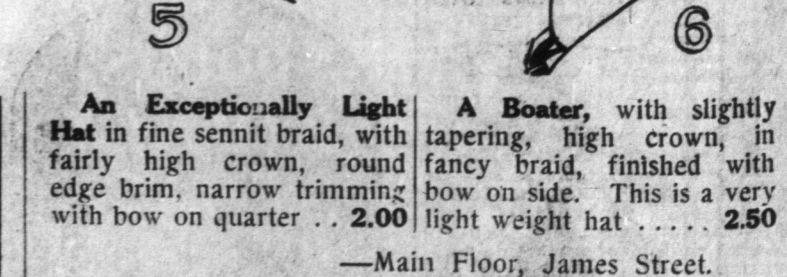 5
An Exceptionally Light
Hat in fine sennit braid, with
fairly high crown, round
edge brim, narrow trimming
with bow on quarter . . 2.00
6
A Boater, with slightly
tapering, high crown, in
fancy braid, finished with
bow on side. This is a very
light weight hat . . . . . 2.50
—Main Floor, James Street.